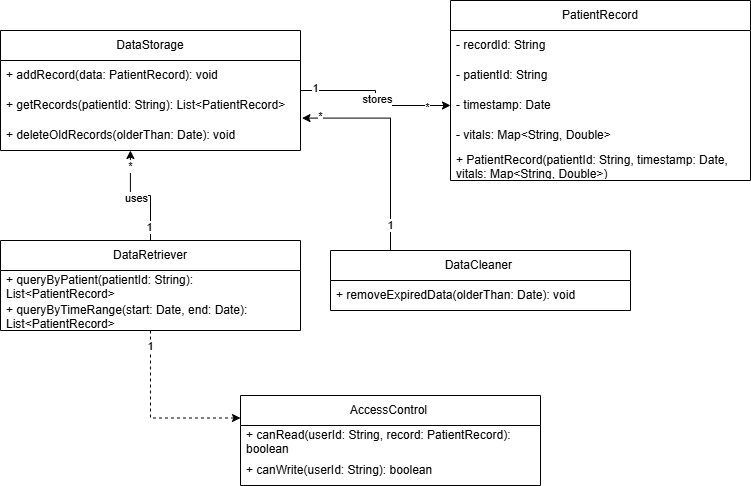 PatientRecord
- recordId: String
- patientId: String
- timestamp: Date
- vitals: Map<String, Double>
+ PatientRecord(patientId: String, timestamp: Date,
vitals: Map<String, Double>)
DataStorage
+ addRecord(data: PatientRecord): void
+ getRecords(patientId: String): List<PatientRecord>
+ deleteOldRecords(olderThan: Date): void
1
stores
*
*
*
uses
1
1
DataRetriever
+ queryByPatient(patientId: String):
List<PatientRecord>
+ queryByTimeRange(start: Date, end: Date):
List<PatientRecord>
DataCleaner
+ removeExpiredData(olderThan: Date): void
1
AccessControl
+ canRead(userId: String, record: PatientRecord):
boolean
+ canWrite(userId: String): boolean